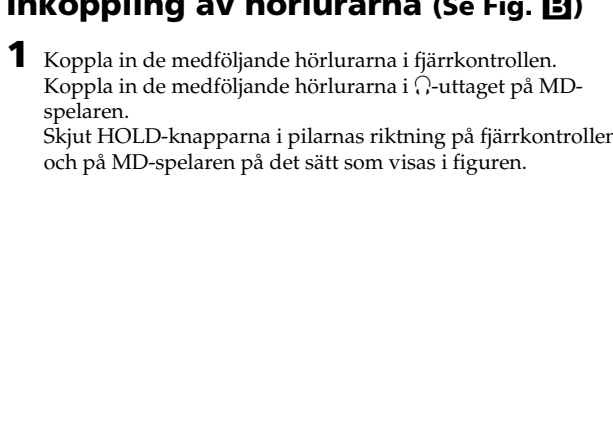 Inkoppling av hörlurarna (Se Fig. B)
1 Koppla in de medföljande hörlurarna i fjärrkontrollen.
Koppla in de medföljande hörlurarna i 🎧-uttaget på MD-
spelaren.
Skjut HOLD-knapparna i pilarnas riktning på fjärrkontrollen
och på MD-spelaren på det sätt som visas i figuren.